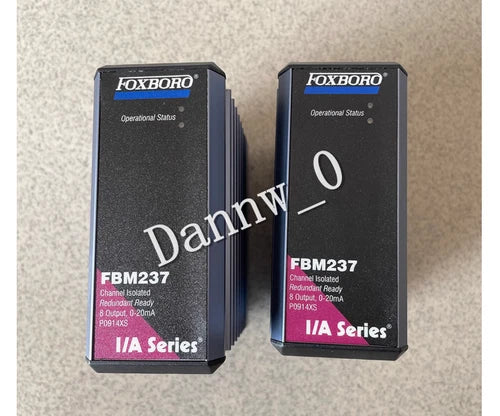 FOXBORO®
Operational Status
FBM237
Channel Isolated
Redundant Ready
8 Output, 0-20mA
P0914XS
I/A Series®
FOXBORO®
Operational Status
FBM237
Channel Isolated
Redundant Ready
8 Output, 0-20mA
P0914XS
I/A Series®
Dannw_0